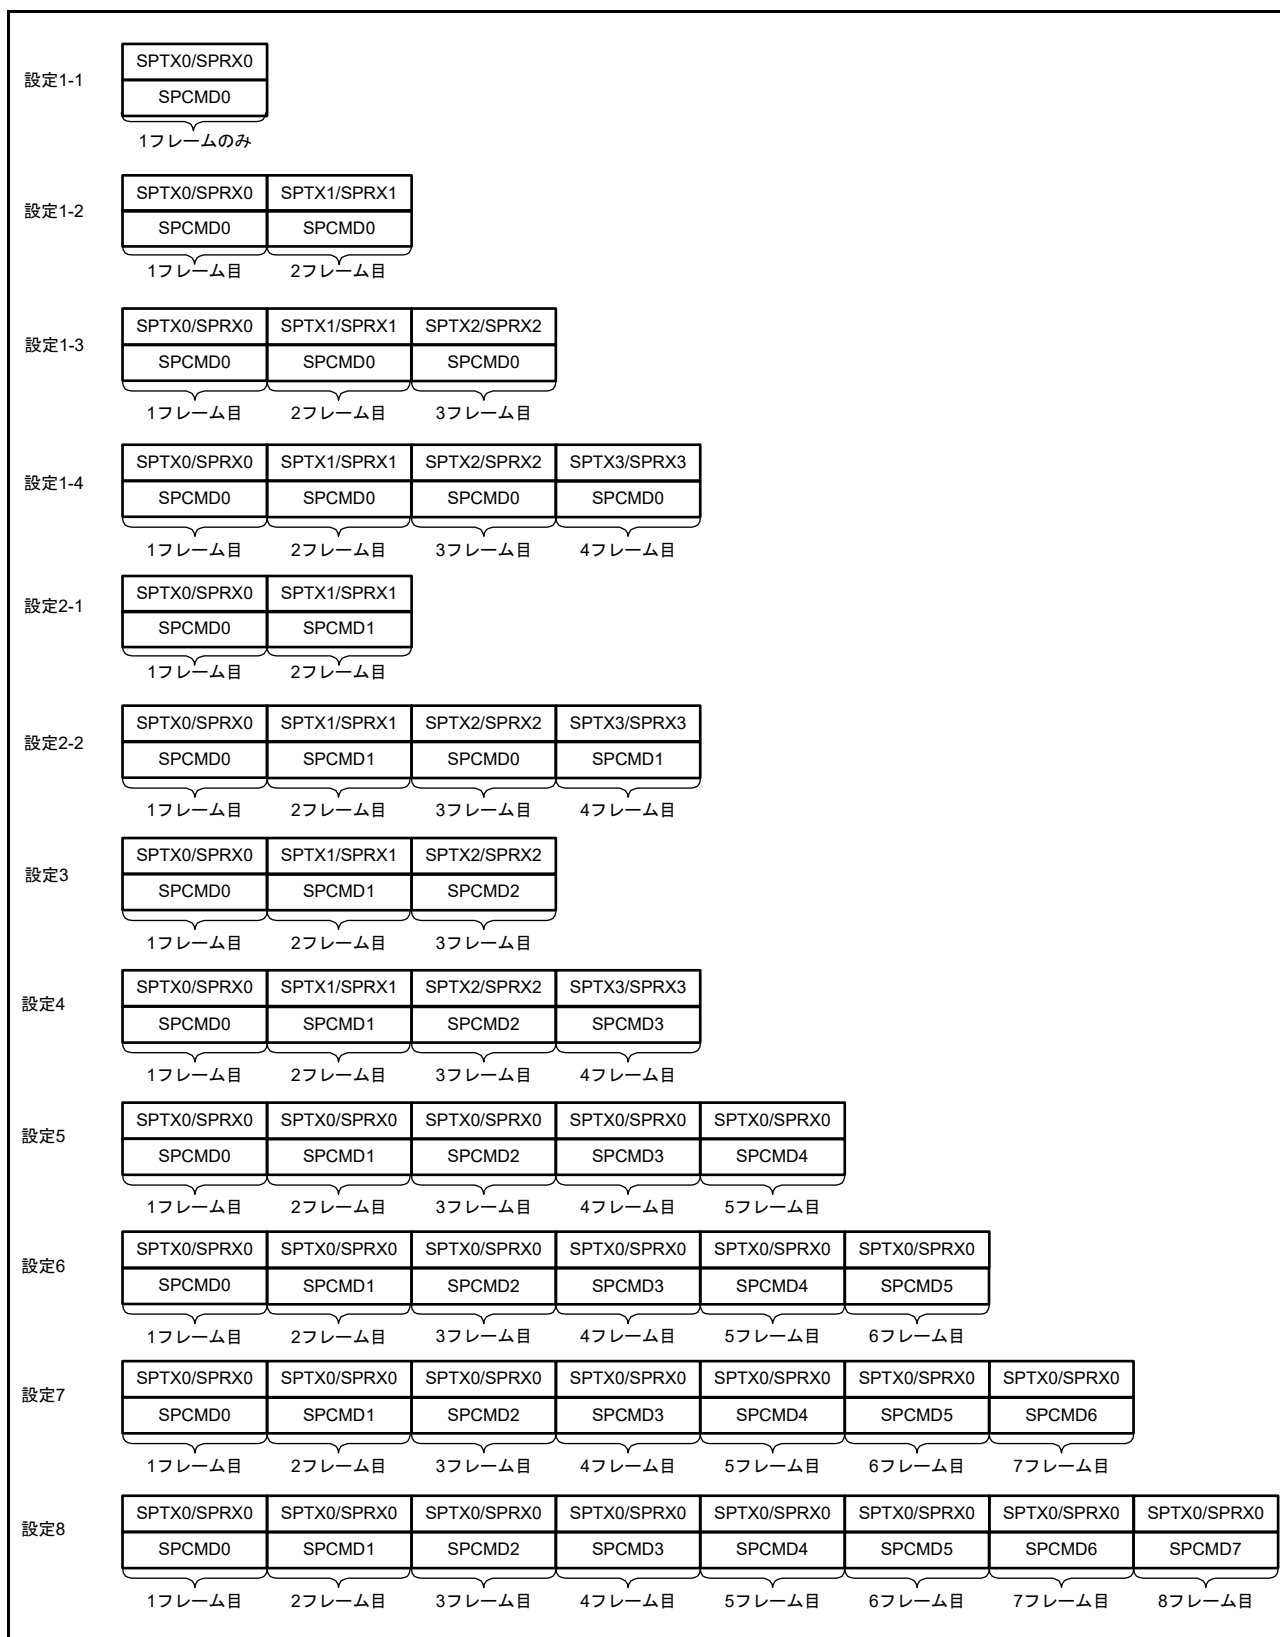 設定1-1
SPTX0/SPRX0
SPCMD0
1フレームのみ
設定1-2
SPTX0/SPRX0 SPTX1/SPRX1
SPCMD0 SPCMD0
1フレーム目 2フレーム目
設定1-3
SPTX0/SPRX0 SPTX1/SPRX1 SPTX2/SPRX2
SPCMD0 SPCMD0 SPCMD0
1フレーム目 2フレーム目 3フレーム目
設定1-4
SPTX0/SPRX0 SPTX1/SPRX1 SPTX2/SPRX2 SPTX3/SPRX3
SPCMD0 SPCMD0 SPCMD0 SPCMD0
1フレーム目 2フレーム目 3フレーム目 4フレーム目
設定2-1
SPTX0/SPRX0 SPTX1/SPRX1
SPCMD0 SPCMD1
1フレーム目 2フレーム目
設定2-2
SPTX0/SPRX0 SPTX1/SPRX1 SPTX2/SPRX2 SPTX3/SPRX3
SPCMD0 SPCMD1 SPCMD0 SPCMD1
1フレーム目 2フレーム目 3フレーム目 4フレーム目
設定3
SPTX0/SPRX0 SPTX1/SPRX1 SPTX2/SPRX2
SPCMD0 SPCMD1 SPCMD2
1フレーム目 2フレーム目 3フレーム目
設定4
SPTX0/SPRX0 SPTX1/SPRX1 SPTX2/SPRX2 SPTX3/SPRX3
SPCMD0 SPCMD1 SPCMD2 SPCMD3
1フレーム目 2フレーム目 3フレーム目 4フレーム目
設定5
SPTX0/SPRX0 SPTX0/SPRX0 SPTX0/SPRX0 SPTX0/SPRX0 SPTX0/SPRX0
SPCMD0 SPCMD1 SPCMD2 SPCMD3 SPCMD4
1フレーム目 2フレーム目 3フレーム目 4フレーム目 5フレーム目
設定6
SPTX0/SPRX0 SPTX0/SPRX0 SPTX0/SPRX0 SPTX0/SPRX0 SPTX0/SPRX0 SPTX0/SPRX0
SPCMD0 SPCMD1 SPCMD2 SPCMD3 SPCMD4 SPCMD5
1フレーム目 2フレーム目 3フレーム目 4フレーム目 5フレーム目 6フレーム目
設定7
SPTX0/SPRX0 SPTX0/SPRX0 SPTX0/SPRX0 SPTX0/SPRX0 SPTX0/SPRX0 SPTX0/SPRX0 SPTX0/SPRX0
SPCMD0 SPCMD1 SPCMD2 SPCMD3 SPCMD4 SPCMD5 SPCMD6
1フレーム目 2フレーム目 3フレーム目 4フレーム目 5フレーム目 6フレーム目 7フレーム目
設定8
SPTX0/SPRX0 SPTX0/SPRX0 SPTX0/SPRX0 SPTX0/SPRX0 SPTX0/SPRX0 SPTX0/SPRX0 SPTX0/SPRX0 SPTX0/SPRX0
SPCMD0 SPCMD1 SPCMD2 SPCMD3 SPCMD4 SPCMD5 SPCMD6 SPCMD7
1フレーム目 2フレーム目 3フレーム目 4フレーム目 5フレーム目 6フレーム目 7フレーム目 8フレーム目